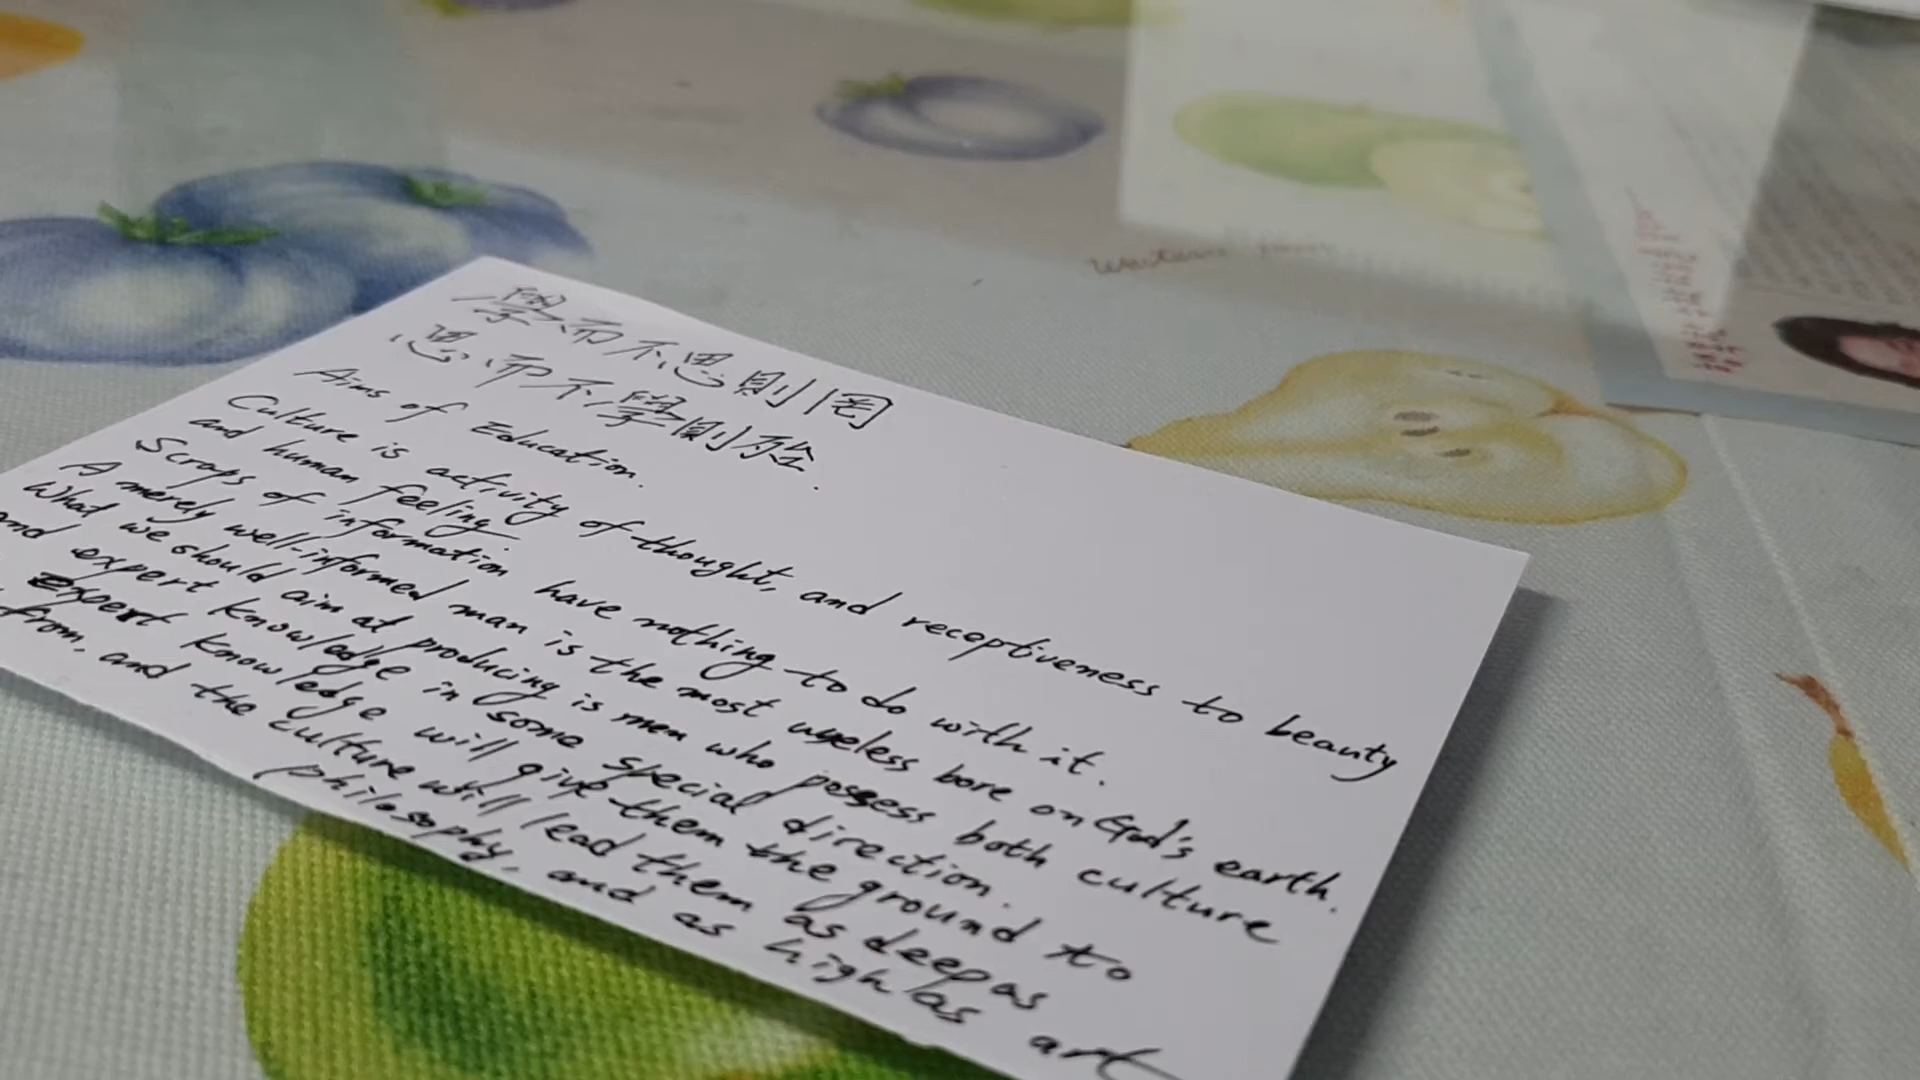 學而不思則罔
思而不學則殆.
Aims of Education.
Culture is activity of thought, and receptiveness to beauty
and human feeling
Scraps of information have nothing to do with it.
A merely well-informed man is the most useless bore on God's earth.
What we should aim at producing is men who possess both culture
and expert knowledge in some special direction.
Expert knowledge will give them the ground to
from, and the culture will lead them as deep as
philosophy, and as high as art